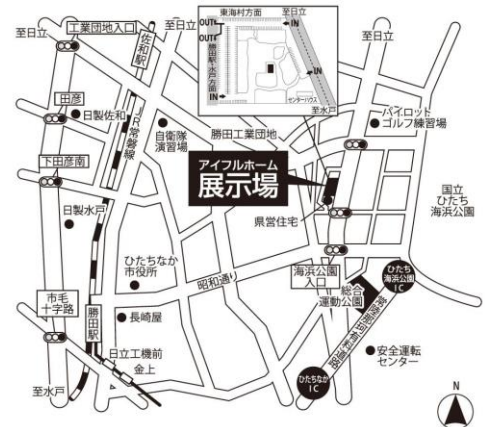 東海村方面
至日立
OUT
IN
OUT
勝田駅・水戸方面
IN
IN
センターハウス
至水戸
至日立
工業団地入口
佐和駅
至日立
田彦
日製佐和
JR常磐線
自衛隊
演習場
勝田工業団地
パイロット
ゴルフ練習場
下田彦南
アイフルホーム
展示場
県営住宅
国立
ひたち
海浜公園
日製水戸
ひたちなか
市役所
昭和通り
海浜公園
入口
ひたち
海浜公園
IC
総合
運動公園
市毛
十字路
勝田駅
長崎屋
常陸那珂有料道路
日立工機前
金上
安全運転
センター
至水戸
ひたちなか
IC
N